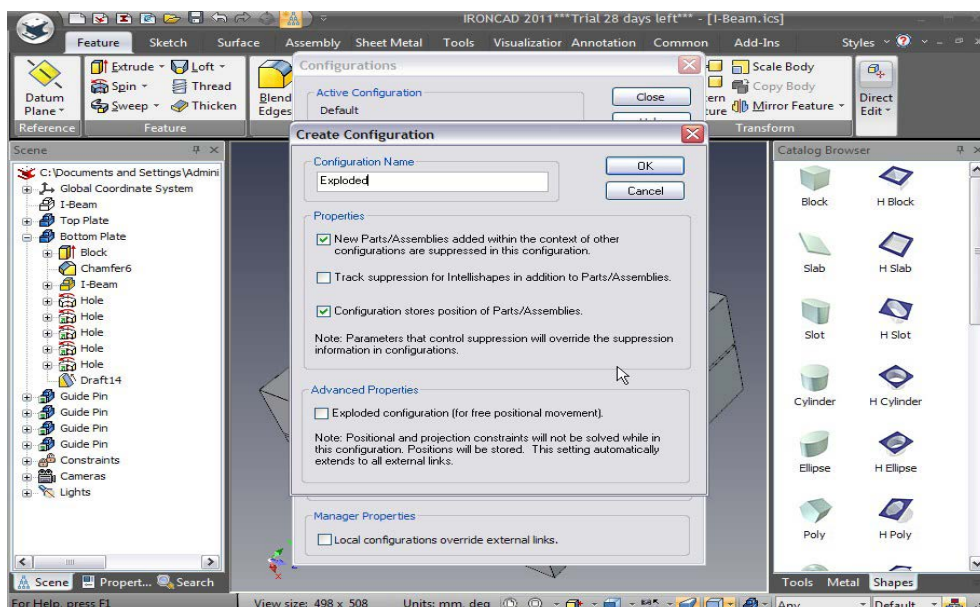 IRONCAD 2011***Trial 28 days left*** - [I-Beam.ics]
Feature Sketch Surface Assembly Sheet Metal Tools Visualization Annotation Common Add-Ins Styles
Datum Plane
Extrude Loft
Spin Thread
Sweep Thicken
Blend Edges
Scale Body
Copy Body
Mirror Feature
Direct Edit
Reference Feature Transform
Configurations
Active Configuration
Default
Close
Create Configuration
Configuration Name
Exploded
OK
Cancel
Properties
New Parts/Assemblies added within the context of other
configurations are suppressed in this configuration.
Track suppression for Intellishapes in addition to Parts/Assemblies.
Configuration stores position of Parts/Assemblies.
Note: Parameters that control suppression will override the suppression
information in configurations.
Advanced Properties
Exploded configuration (for free positional movement).
Note: Positional and projection constraints will not be solved while in
this configuration. Positions will be stored. This setting automatically
extends to all external links.
Manager Properties
Local configurations override external links.
Scene
C:\Documents and Settings\Admini
Global Coordinate System
I-Beam
Top Plate
Bottom Plate
Block
Chamfer6
I-Beam
Hole
Hole
Hole
Hole
Hole
Draft14
Guide Pin
Guide Pin
Guide Pin
Guide Pin
Constraints
Cameras
Lights
Scene Propert... Search
Catalog Browser
Block H Block
Slab H Slab
Slot H Slot
Cylinder H Cylinder
Ellipse H Ellipse
Poly H Poly
Tools Metal Shapes
For Help, press F1 View size: 498 x 508 Units: mm, deg Any Default